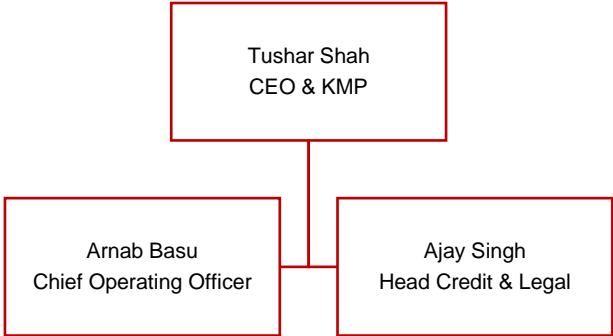 Tushar Shah
CEO & KMP
Arnab Basu
Chief Operating Officer
Ajay Singh
Head Credit & Legal